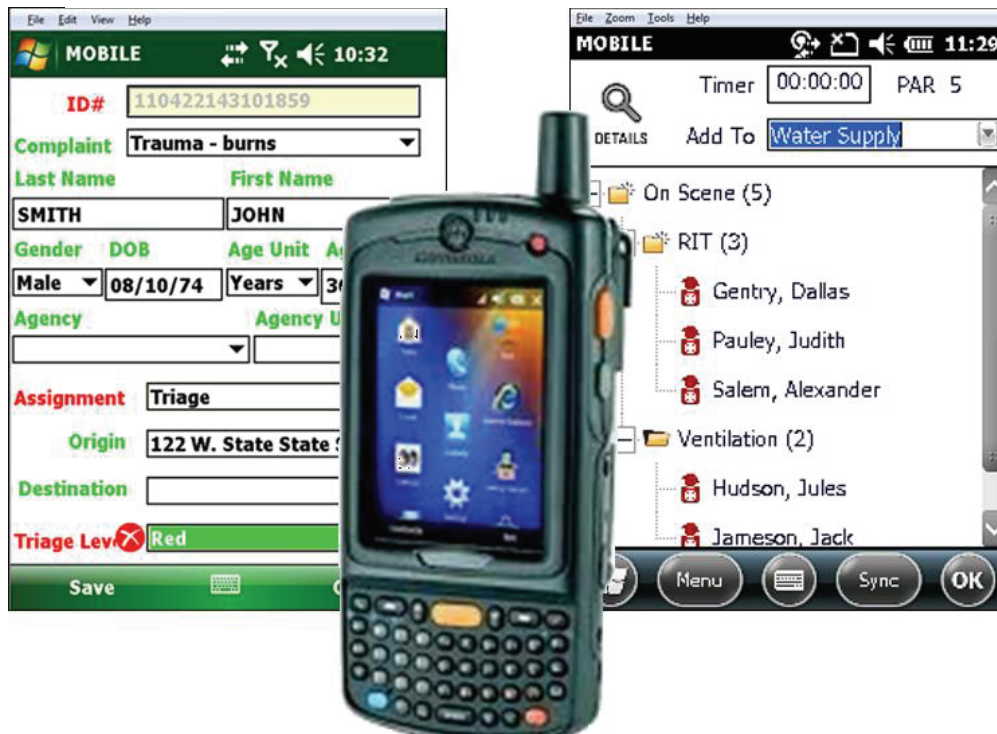 File Edit View Help
MOBILE 10:32
ID# 110422143101859
Complaint Trauma - burns
Last Name First Name
SMITH JOHN
Gender DOB Age Unit
Male 08/10/74 Years
Agency Agency U
Assignment Triage
Origin 122 W. State State
Destination
Triage Lev Red
Save
MOTOROLA
Start
File Zoom Tools Help
MOBILE 11:29
Timer 00:00:00 PAR 5
DETAILS Add To Water Supply
On Scene (5)
RIT (3)
Gentry, Dallas
Pauley, Judith
Salem, Alexander
Ventilation (2)
Hudson, Jules
Jameson, Jack
Menu Sync OK